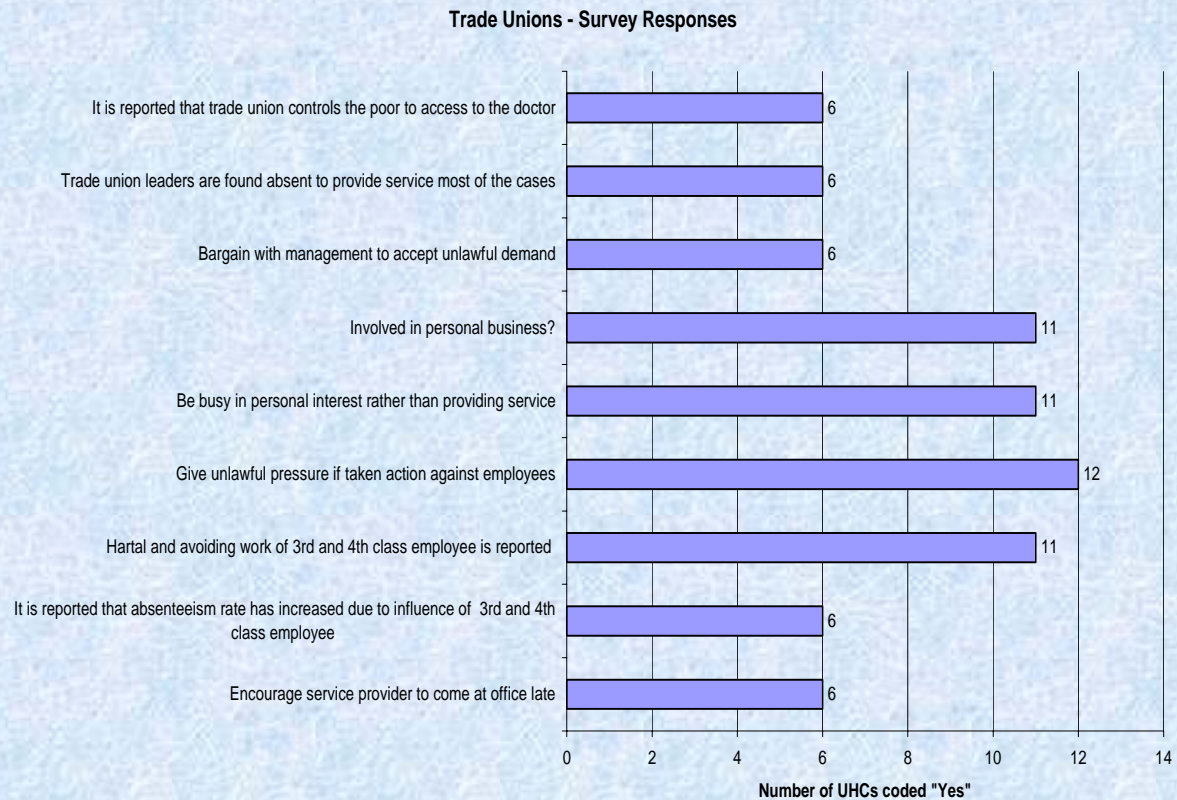 Trade Unions - Survey Responses
It is reported that trade union controls the poor to access to the doctor
6
Trade union leaders are found absent to provide service most of the cases
6
Bargain with management to accept unlawful demand
6
Involved in personal business?
11
Be busy in personal interest rather than providing service
11
Give unlawful pressure if taken action against employees
12
Hartal and avoiding work of 3rd and 4th class employee is reported
11
It is reported that absenteeism rate has increased due to influence of 3rd and 4th
class employee
6
Encourage service provider to come at office late
6
0 2 4 6 8 10 12 14
Number of UHCs coded "Yes"